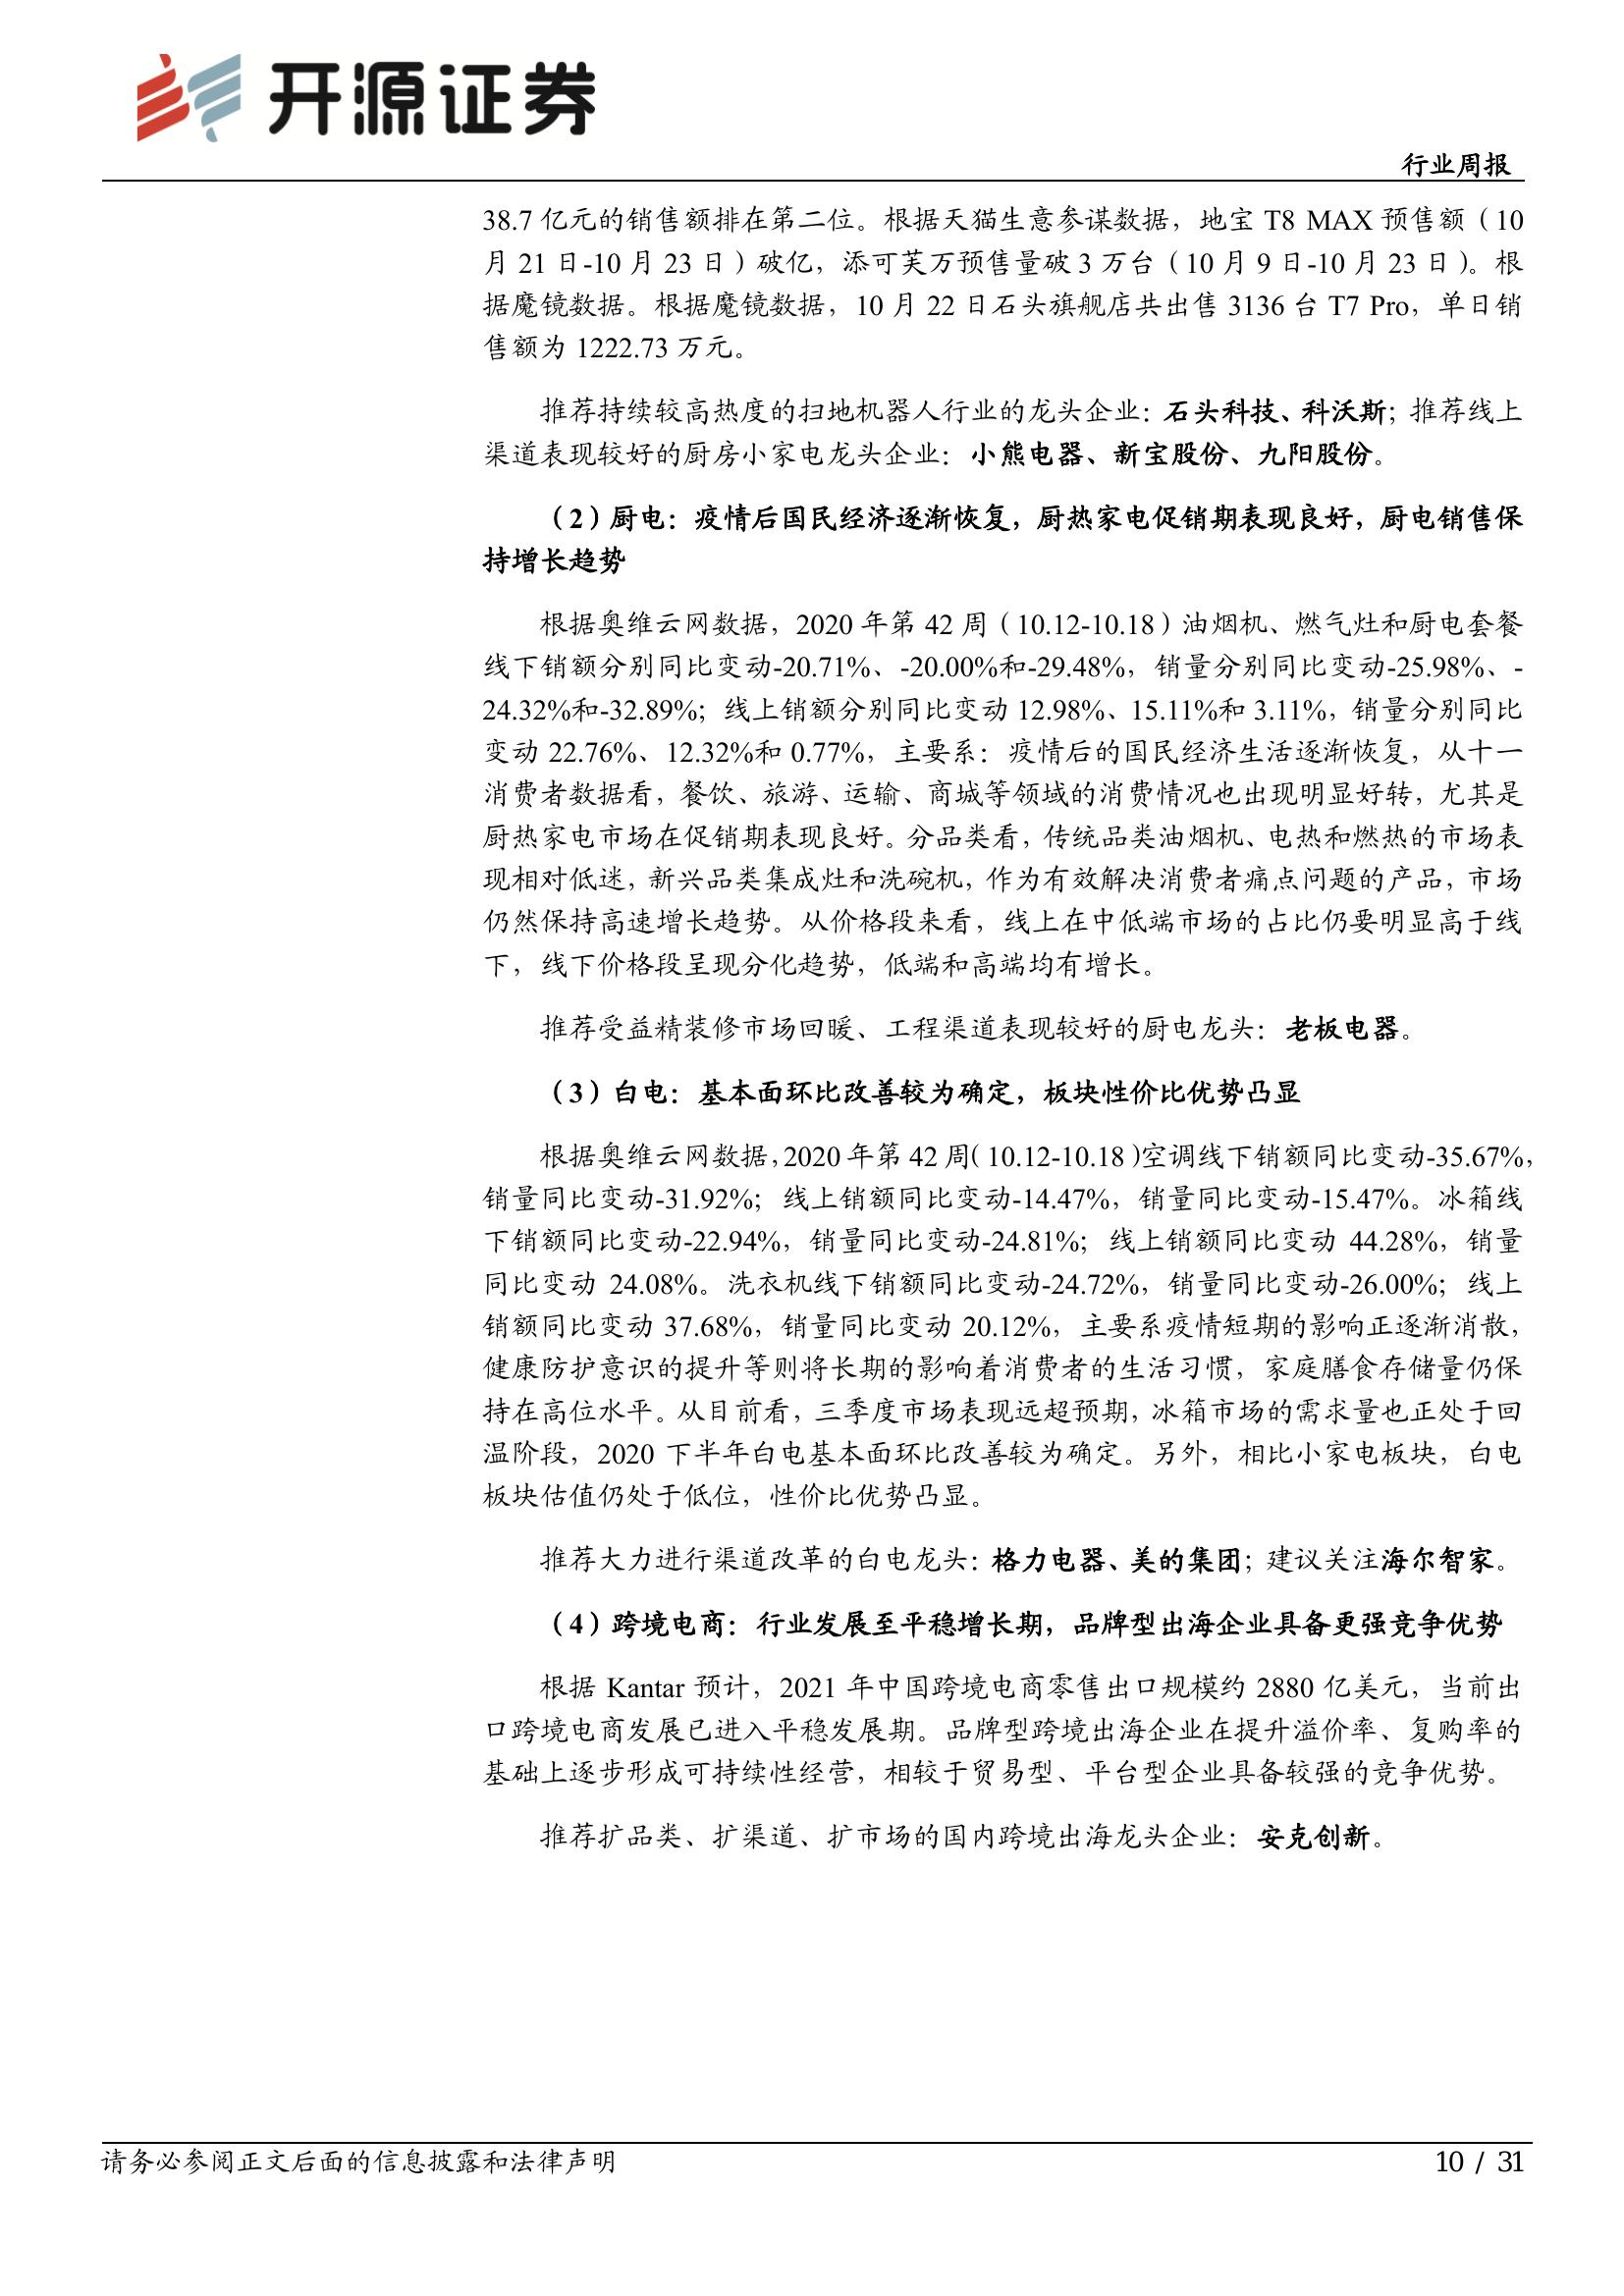 开源证券
行业周报
38.7 亿元的销售额排在第二位。根据天猫生意参谋数据，地宝 T8 MAX 预售额（10
月 21 日-10 月 23 日）破亿，添可芙万预售量破 3 万台（10 月 9 日-10 月 23 日）。根
据魔镜数据。根据魔镜数据，10 月 22 日石头旗舰店共出售 3136 台 T7 Pro，单日销
售额为 1222.73 万元。
推荐持续较高热度的扫地机器人行业的龙头企业：石头科技、科沃斯；推荐线上
渠道表现较好的厨房小家电龙头企业：小熊电器、新宝股份、九阳股份。
（2）厨电：疫情后国民经济逐渐恢复，厨热家电促销期表现良好，厨电销售保
持增长趋势
根据奥维云网数据，2020 年第 42 周（10.12-10.18）油烟机、燃气灶和厨电套餐
线下销额分别同比变动-20.71%、-20.00%和-29.48%，销量分别同比变动-25.98%、-
24.32%和-32.89%；线上销额分别同比变动 12.98%、15.11%和 3.11%，销量分别同比
变动 22.76%、12.32%和 0.77%，主要系：疫情后的国民经济生活逐渐恢复，从十一
消费者数据看，餐饮、旅游、运输、商城等领域的消费情况也出现明显好转，尤其是
厨热家电市场在促销期表现良好。分品类看，传统品类油烟机、电热和燃热的市场表
现相对低迷，新兴品类集成灶和洗碗机，作为有效解决消费者痛点问题的产品，市场
仍然保持高速增长趋势。从价格段来看，线上在中低端市场的占比仍要明显高于线
下，线下价格段呈现分化趋势，低端和高端均有增长。
推荐受益精装修市场回暖、工程渠道表现较好的厨电龙头：老板电器。
（3）白电：基本面环比改善较为确定，板块性价比优势凸显
根据奥维云网数据，2020 年第 42 周（10.12-10.18）空调线下销额同比变动-35.67%，
销量同比变动-31.92%；线上销额同比变动-14.47%，销量同比变动-15.47%。冰箱线
下销额同比变动-22.94%，销量同比变动-24.81%；线上销额同比变动 44.28%，销量
同比变动 24.08%。洗衣机线下销额同比变动-24.72%，销量同比变动-26.00%；线上
销额同比变动 37.68%，销量同比变动 20.12%，主要系疫情短期的影响正逐渐消散，
健康防护意识的提升等则将长期的影响着消费者的生活习惯，家庭膳食存储量仍保
持在高位水平。从目前看，三季度市场表现远超预期，冰箱市场的需求量也正处于回
温阶段，2020 下半年白电基本面环比改善较为确定。另外，相比小家电板块，白电
板块估值仍处于低位，性价比优势凸显。
推荐大力进行渠道改革的白电龙头：格力电器、美的集团；建议关注海尔智家。
（4）跨境电商：行业发展至平稳增长期，品牌型出海企业具备更强竞争优势
根据 Kantar 预计，2021 年中国跨境电商零售出口规模约 2880 亿美元，当前出
口跨境电商发展已进入平稳发展期。品牌型跨境出海企业在提升溢价率、复购率的
基础上逐步形成可持续性经营，相较于贸易型、平台型企业具备较强的竞争优势。
推荐扩品类、扩渠道、扩市场的国内跨境出海龙头企业：安克创新。
请务必参阅正文后面的信息披露和法律声明
10 / 31